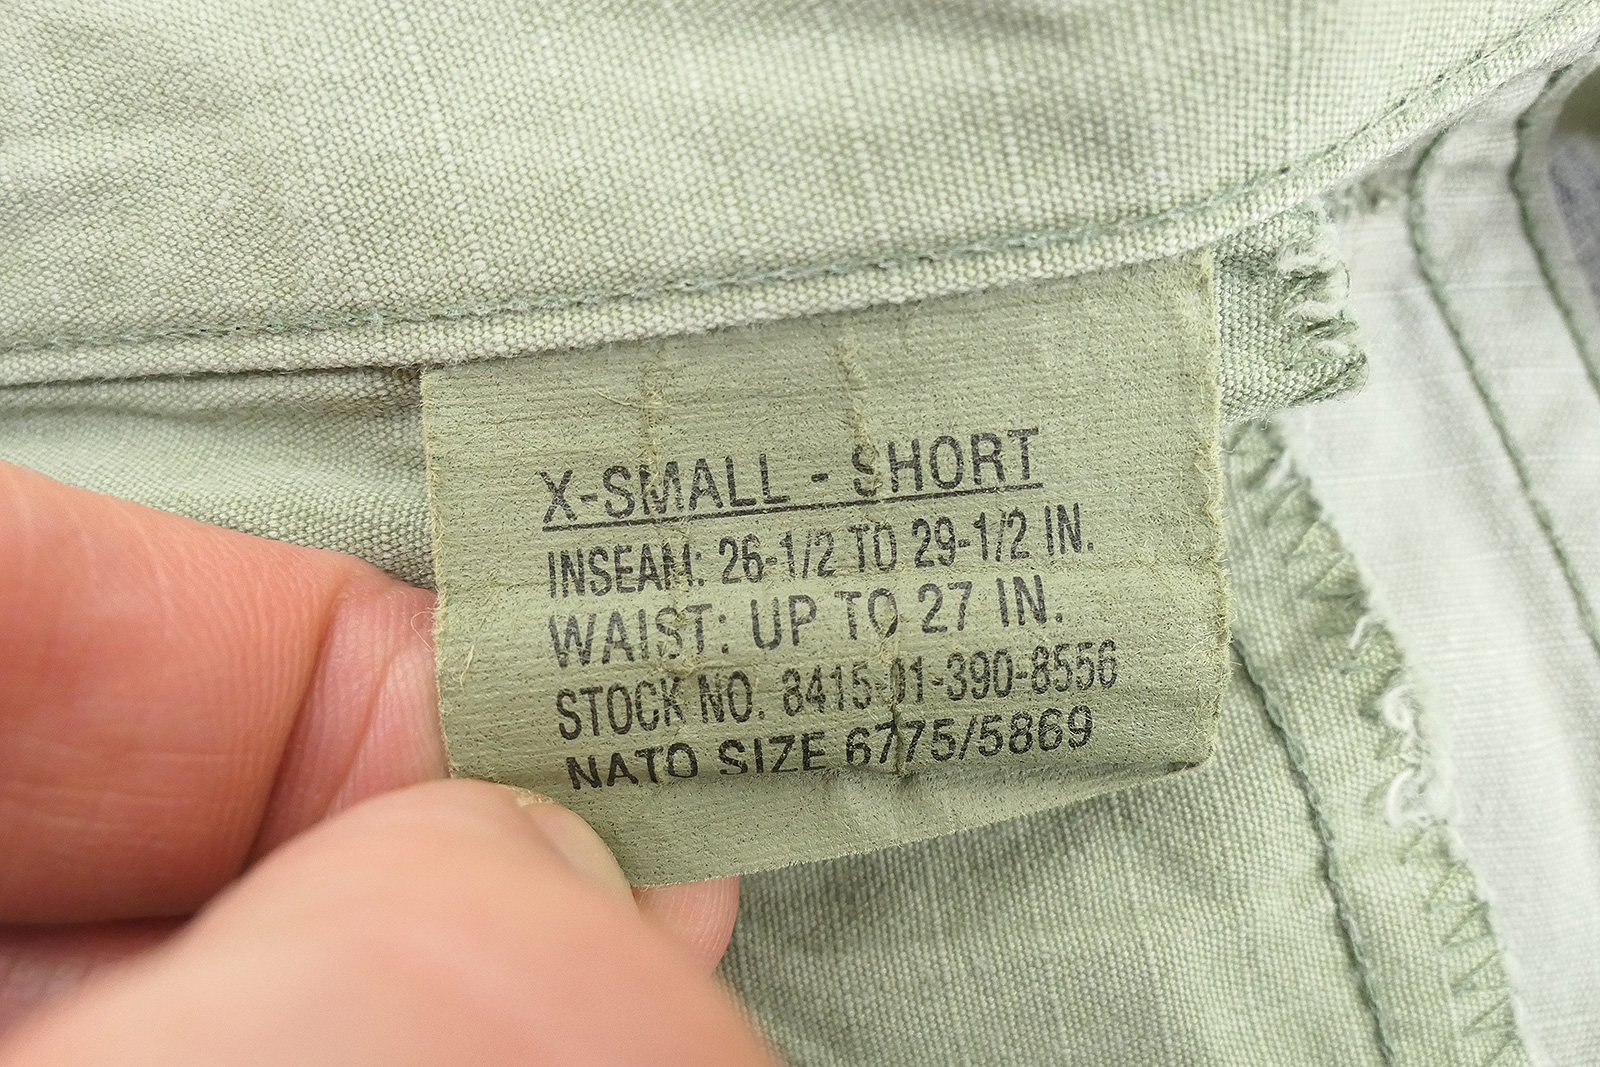 X-SMALL - SHORT
INSEAM: 26-1/2 TO 29-1/2 IN.
WAIST: UP TO 27 IN.
STOCK NO. 8415-01-390-8556
NATO SIZE 6775/5869